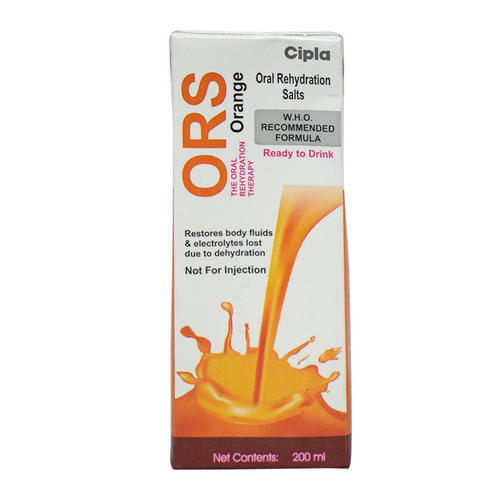 Cipla
ORS
Orange
THE ORAL
REHYDRATION
THERAPY
Oral Rehydration
Salts
W.H.O.
RECOMMENDED
FORMULA
Ready to Drink
Restores body fluids
& electrolytes lost
due to dehydration
Not For Injection
Net Contents: 200 ml